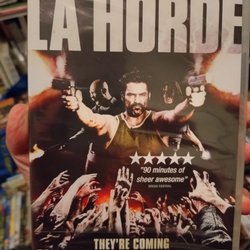 LA HORDE
★★★★★
"90 minutes of
sheer awesome"
THEY'RE COMING